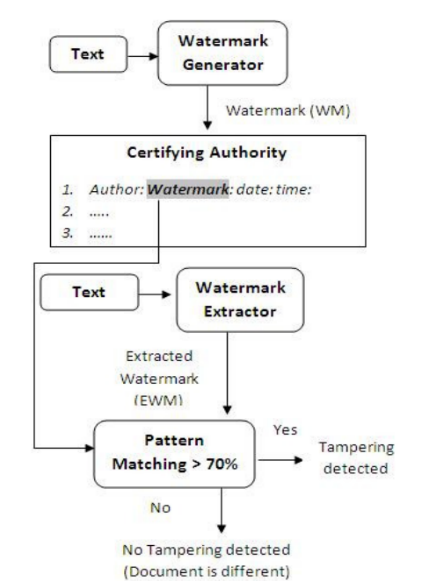 Text
Watermark
Generator
Watermark (WM)
Certifying Authority
1. Author: Watermark: date: time:
2. .....
3. ......
Text
Watermark
Extractor
Extracted
Watermark
(EWM)
Pattern
Matching > 70%
Yes
Tampering
detected
No
No Tampering detected
(Document is different)